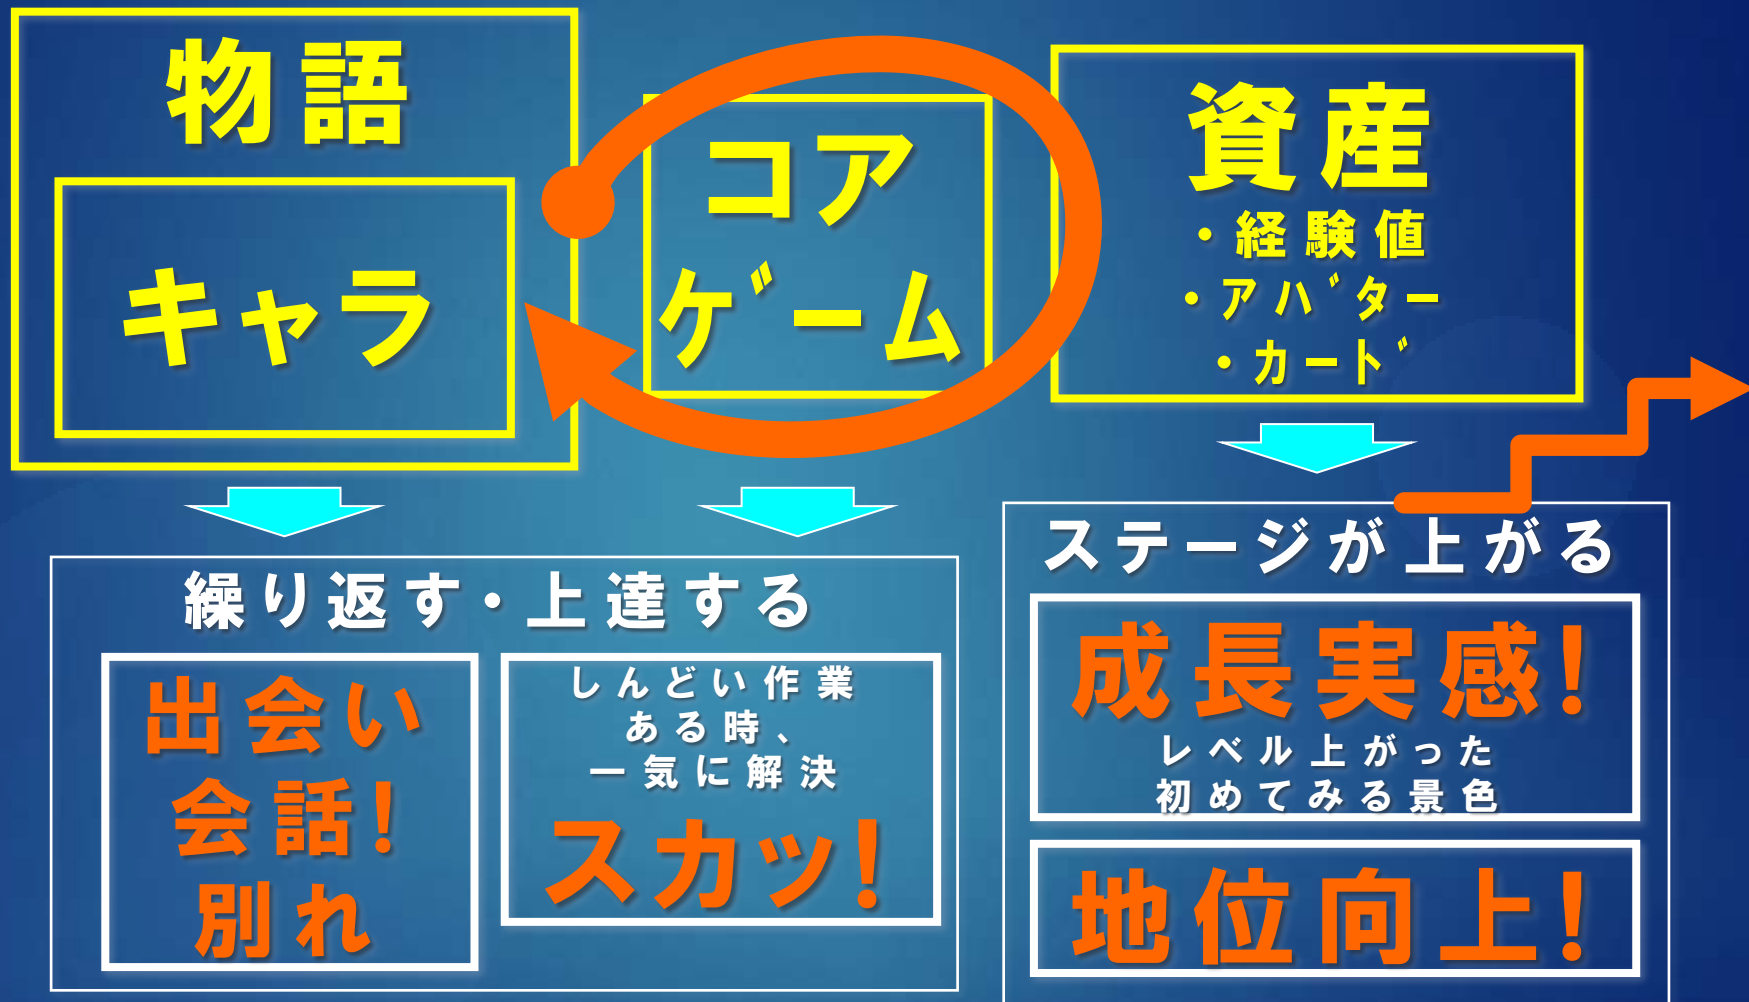 物語
キャラ
コア
ゲーム
資産
・経験値
・アバター
・カード
繰り返す・上達する
出会い
会話!
別れ
しんどい作業
ある時、
一気に解決
スカッ!
ステージが上がる
成長実感!
レベル上がった
初めてみる景色
地位向上!